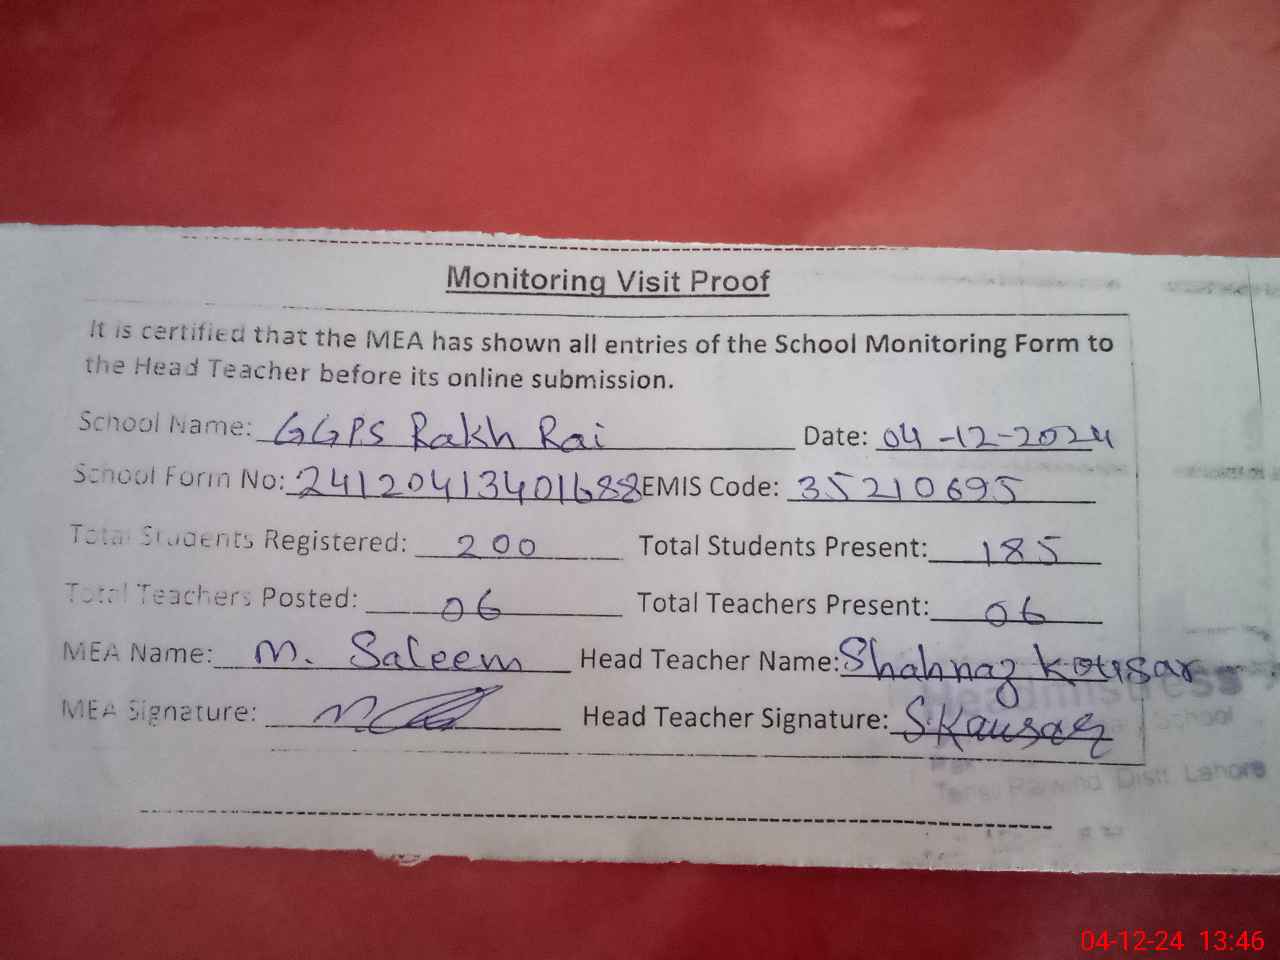 Monitoring Visit Proof
It is certified that the MEA has shown all entries of the School Monitoring Form to
the Head Teacher before its online submission.
School Name: GGPS Rakh Rai Date: 04-12-2024
School Form No: 24120413401688 EMIS Code: 35210695
Total Students Registered: 200 Total Students Present: 185
Total Teachers Posted: 06 Total Teachers Present: 06
MEA Name: M. Saleem Head Teacher Name: Shahnaz Kousar
MEA Signature: Head Teacher Signature: S.Kausar
Headmistress
School
Raiwind Distt Lahore
04-12-24 13:46